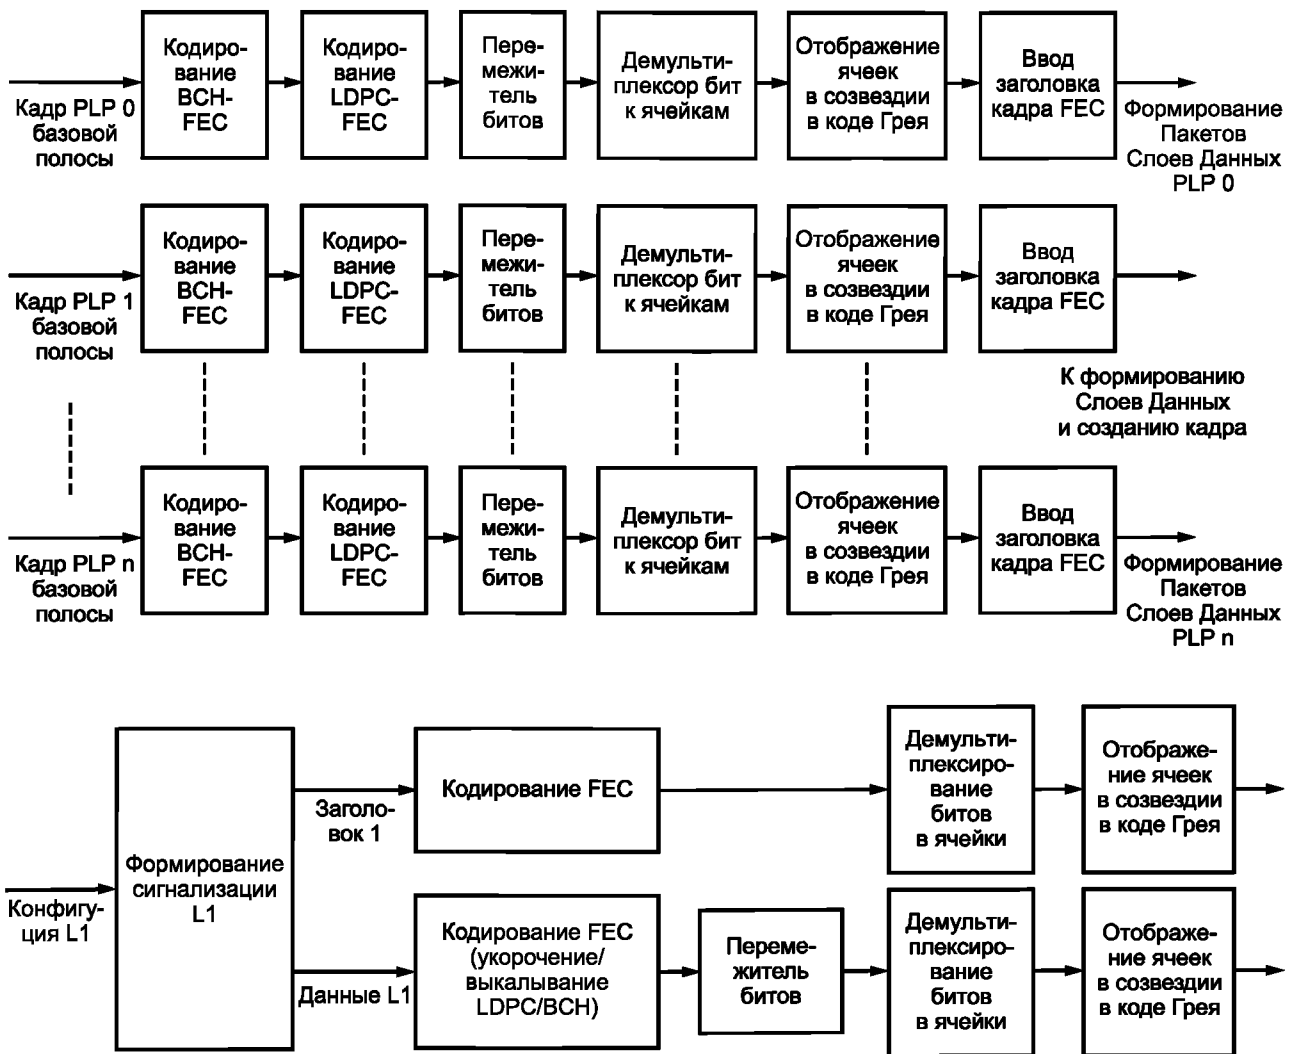 Кодиро-
вание
BCH-
FEC
Кодиро-
вание
LDPC-
FEC
Пере-
межи-
тель
битов
Демульти-
плексор бит
к ячейкам
Отображение
ячеек
в созвездии
в коде Грея
Ввод
заголовка
кадра FEC
Кадр PLP 0
базовой
полосы
Формирование
Пакетов
Слоев Данных
PLP 0
Кодиро-
вание
BCH-
FEC
Кодиро-
вание
LDPC-
FEC
Пере-
межи-
тель
битов
Демульти-
плексор бит
к ячейкам
Отображение
ячеек
в созвездии
в коде Грея
Ввод
заголовка
кадра FEC
Кадр PLP 1
базовой
полосы
К формированию
Слоев Данных
и созданию кадра
Кодиро-
вание
BCH-
FEC
Кодиро-
вание
LDPC-
FEC
Пере-
межи-
тель
битов
Демульти-
плексор бит
к ячейкам
Отображение
ячеек
в созвездии
в коде Грея
Ввод
заголовка
кадра FEC
Кадр PLP n
базовой
полосы
Формирование
Пакетов
Слоев Данных
PLP n
Конфигу-
ция L1
Формирование
сигнализации
L1
Заголо-
вок 1
Кодирование FEC
Демульти-
плексиро-
вание
битов
в ячейки
Отображе-
ние ячеек
в созвездии
в коде Грея
Данные L1
Кодирование FEC
(укорочение/
выкалывание
LDPC/BCH)
Переме-
житель
битов
Демульти-
плексиро-
вание
битов
в ячейки
Отображе-
ние ячеек
в созвездии
в коде Грея